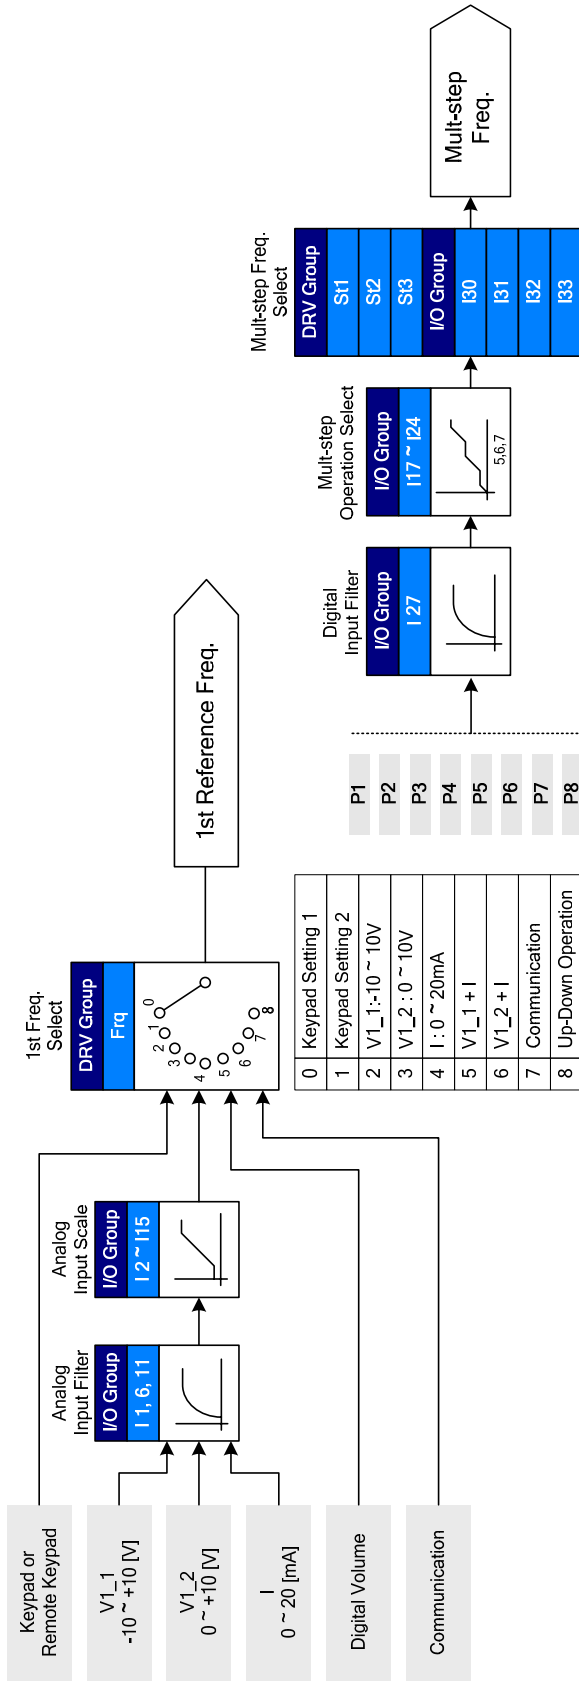 Keypad or
Remote Keypad
V1_1
-10 ~ +10 [V]
V1_2
0 ~ +10 [V]
I
0 ~ 20 [mA]
Digital Volume
Communication
Analog
Input Filter
I/O Group
I 1, 6, 11
Analog
Input Scale
I/O Group
I 2 ~ I15
1st Freq.
Select
DRV Group
Frq
0
1
2
3
4
5
6
7
8
1st Reference Freq.
0 Keypad Setting 1
1 Keypad Setting 2
2 V1_1:-10 ~ 10V
3 V1_2 : 0 ~ 10V
4 I : 0 ~ 20mA
5 V1_1 + I
6 V1_2 + I
7 Communication
8 Up-Down Operation
P1
P2
P3
P4
P5
P6
P7
P8
Digital
Input Filter
I/O Group
I 27
Mult-step
Operation Select
I/O Group
I17 ~ I24
5,6,7
Mult-step Freq.
Select
DRV Group
St1
St2
St3
I/O Group
I30
I31
I32
I33
Mult-step
Freq.